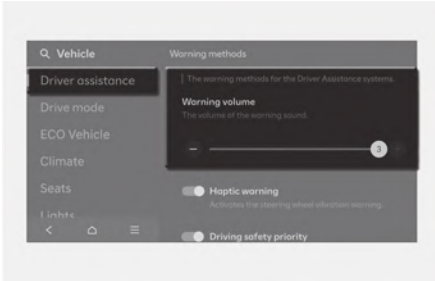 Vehicle
Warning methods
Driver assistance
The warning methods for the Driver Assistance systems.
Warning volume
The volume of the warning sound.
Drive mode
ECO Vehicle
3
Climate
Seats
Haptic warning
Activates the steering wheel vibration warning.
Lights
Driving safety priority